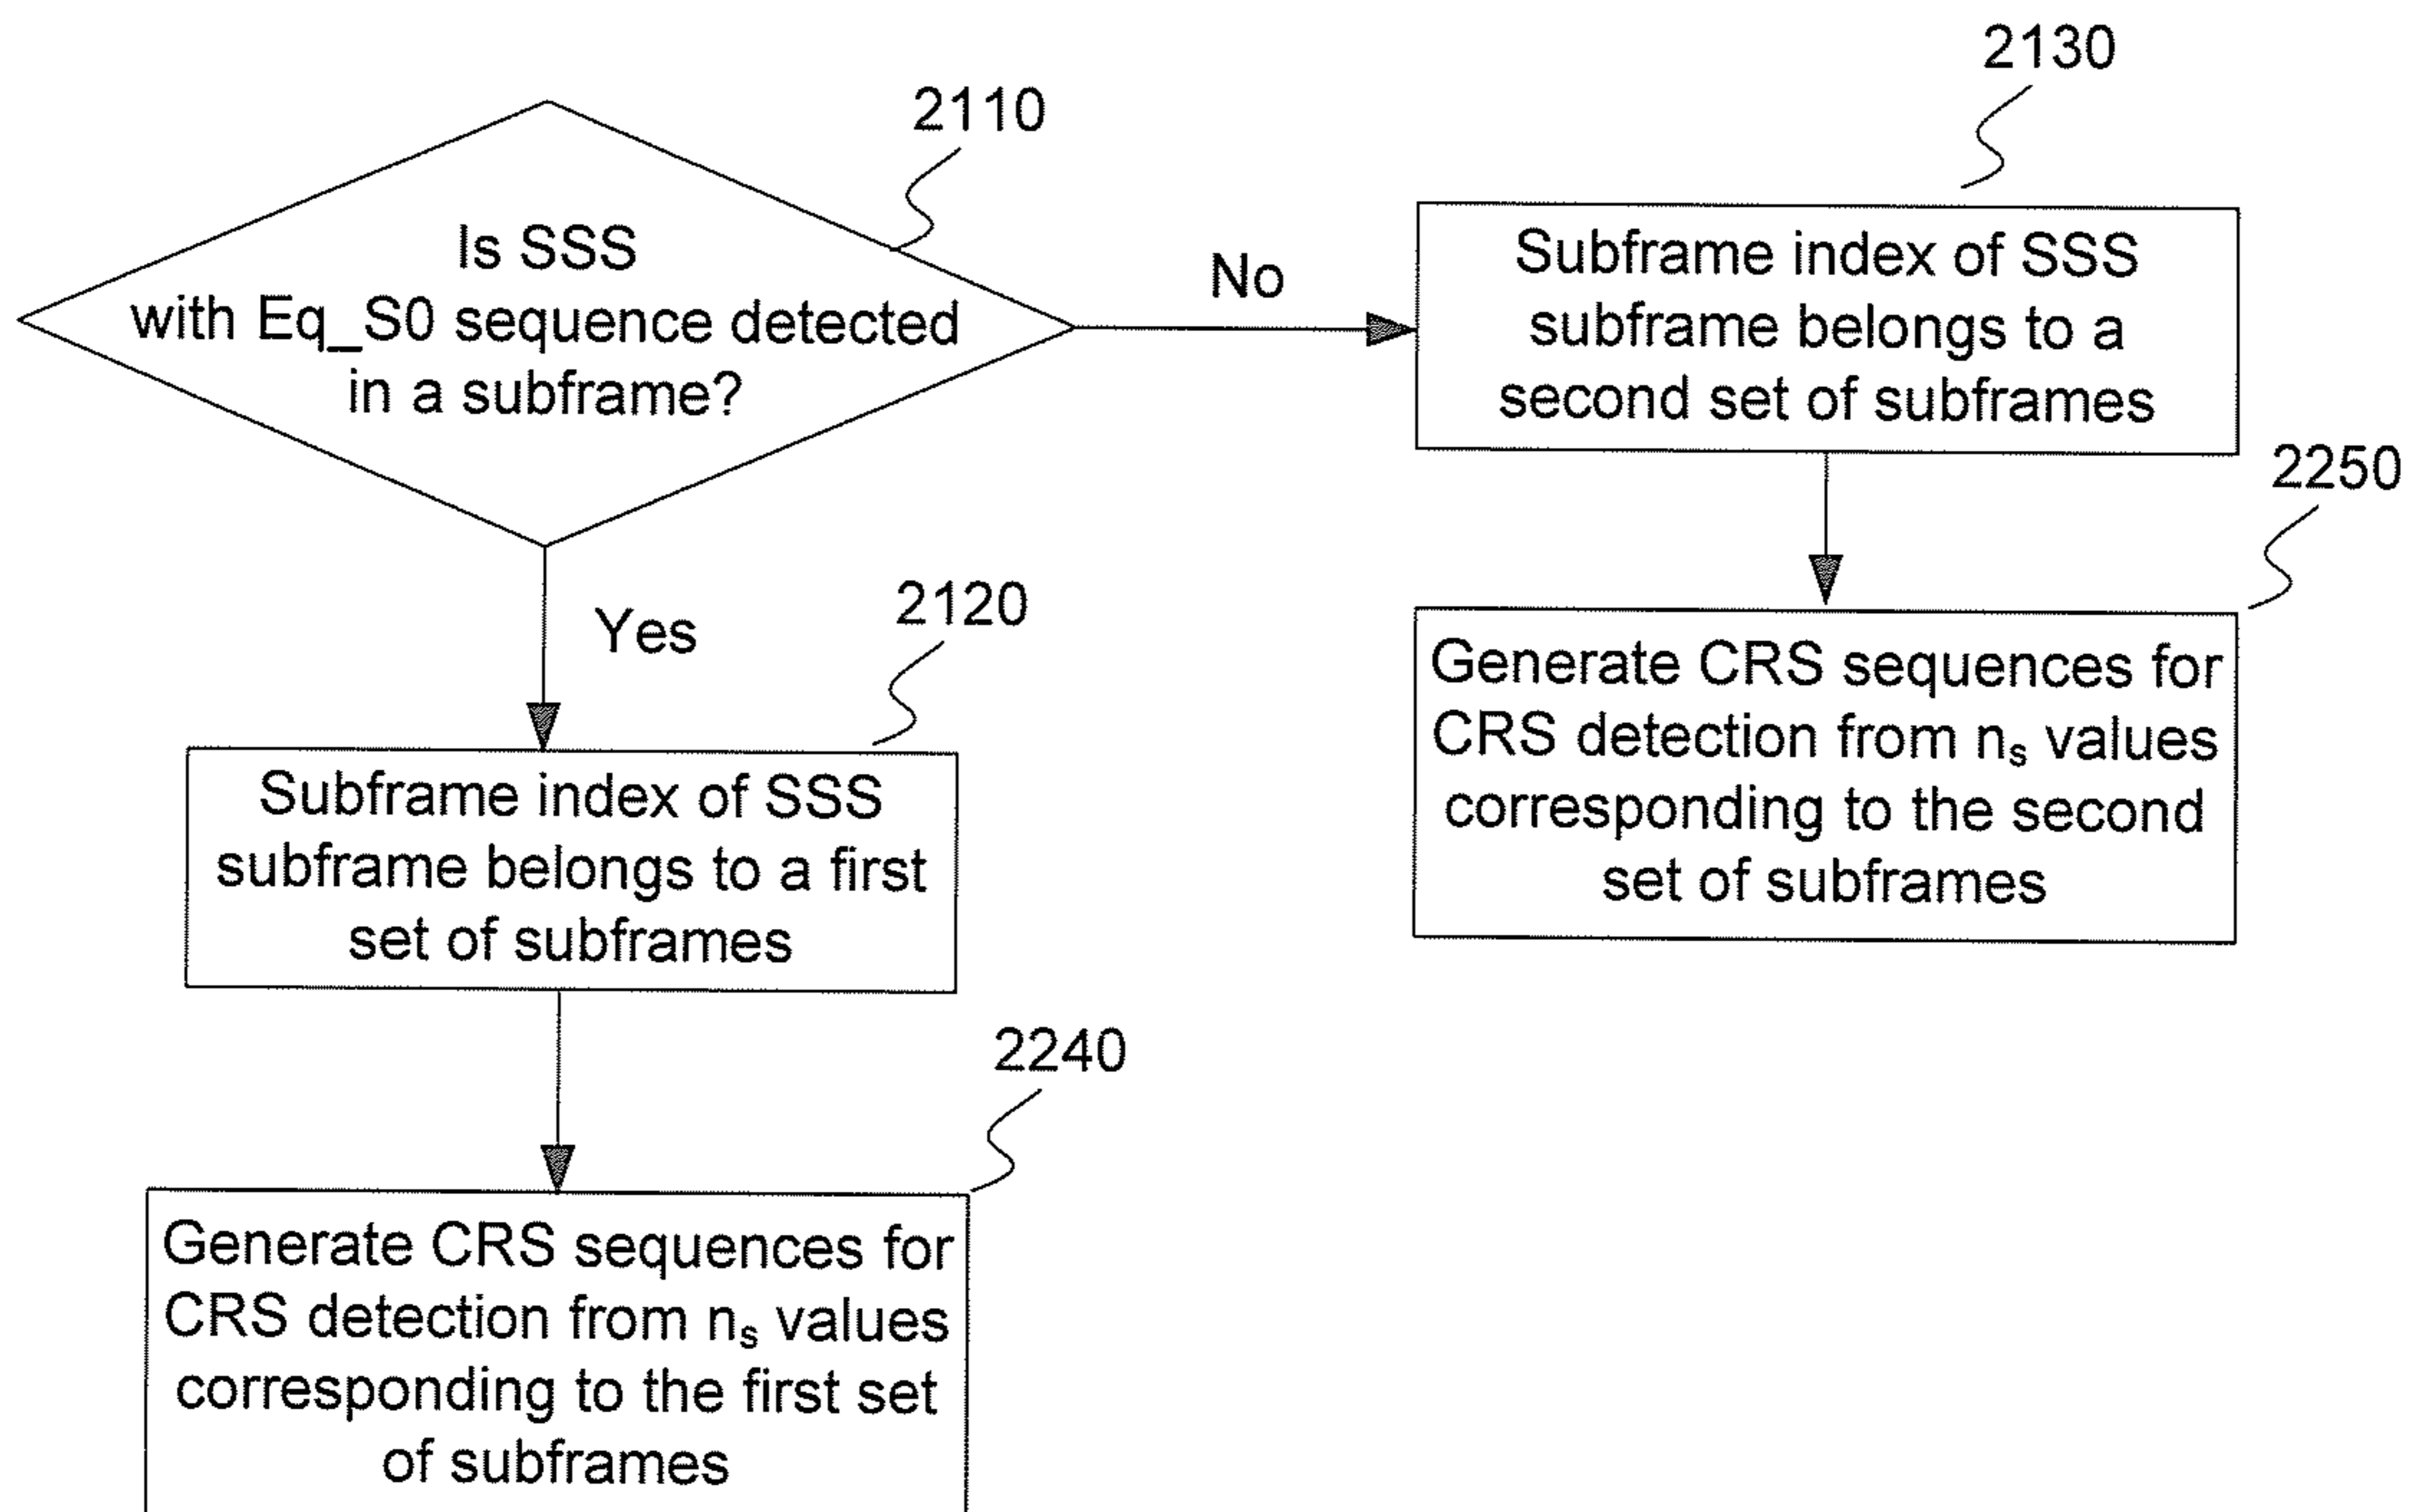 2110
Is SSS
with Eq_S0 sequence detected
in a subframe?
No
2130
Subframe index of SSS
subframe belongs to a
second set of subframes
2250
Generate CRS sequences for
CRS detection from nₛ values
corresponding to the second
set of subframes
Yes
2120
Subframe index of SSS
subframe belongs to a first
set of subframes
2240
Generate CRS sequences for
CRS detection from nₛ values
corresponding to the first set
of subframes